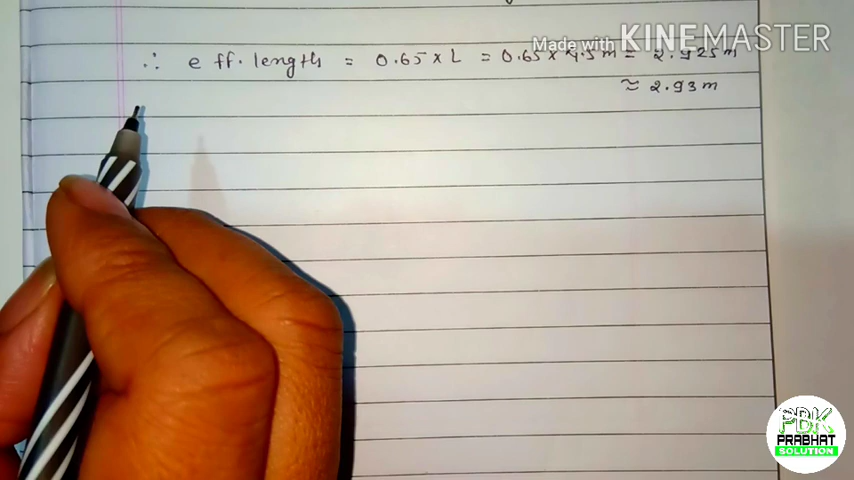 Made with KINEMASTER
∴ eff. length = 0.65 × L = 0.65 × 4.5 m = 2.925 m
≈ 2.93 m
PBK
PRABHAT
SOLUTION